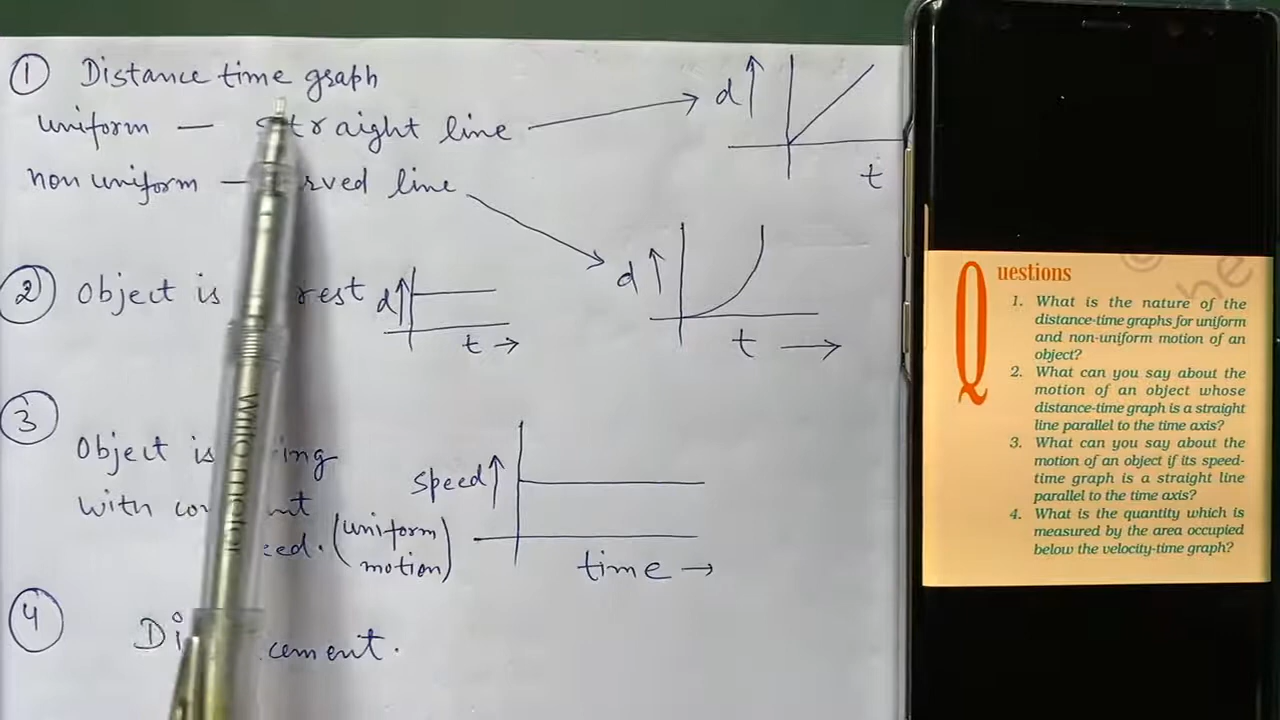 ① Distance time graph
uniform — straight line
non uniform — rved line
d
t
② Object is rest
d
t
d
t
③ Object is ing
with con nt
eed. (uniform motion)
speed
time
④ Di cement.
Wilomolor
Questions
1. What is the nature of the
distance-time graphs for uniform
and non-uniform motion of an
object?
2. What can you say about the
motion of an object whose
distance-time graph is a straight
line parallel to the time axis?
3. What can you say about the
motion of an object if its speed-
time graph is a straight line
parallel to the time axis?
4. What is the quantity which is
measured by the area occupied
below the velocity-time graph?
© he